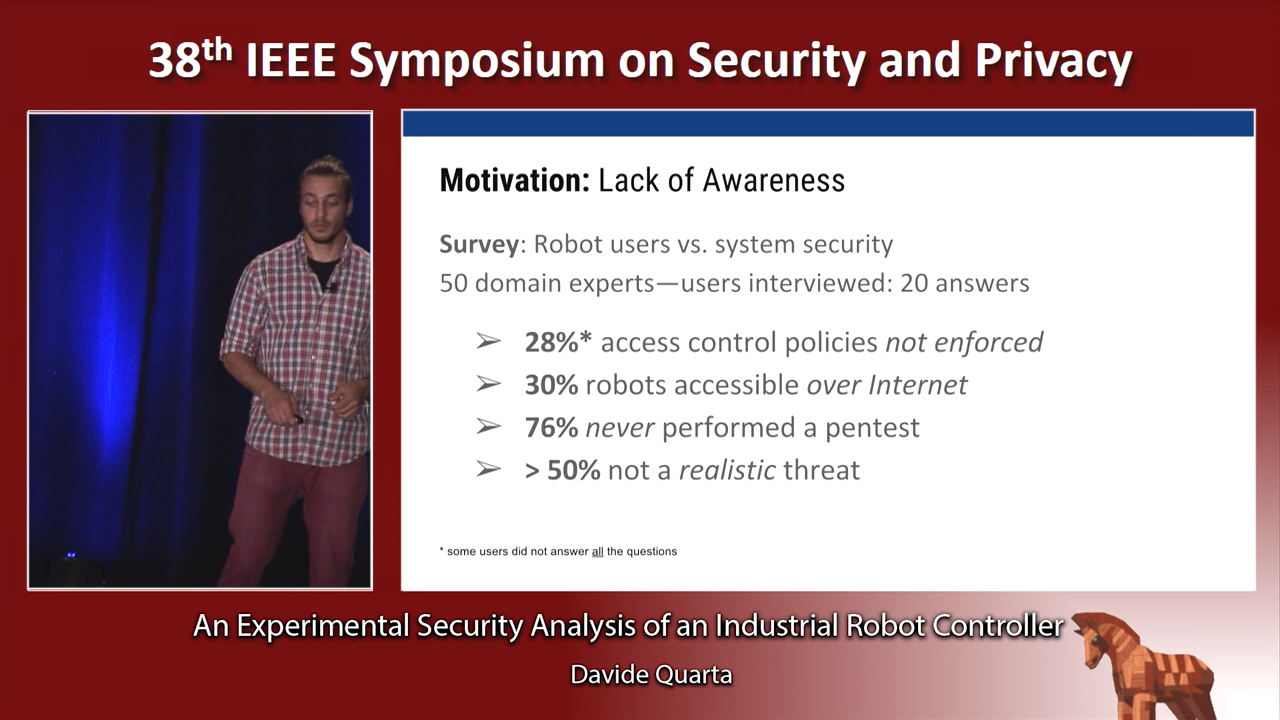 38th IEEE Symposium on Security and Privacy
Motivation: Lack of Awareness
Survey: Robot users vs. system security
50 domain experts—users interviewed: 20 answers
➢ 28%* access control policies not enforced
➢ 30% robots accessible over Internet
➢ 76% never performed a pentest
➢ > 50% not a realistic threat
* some users did not answer all the questions
An Experimental Security Analysis of an Industrial Robot Controller
Davide Quarta